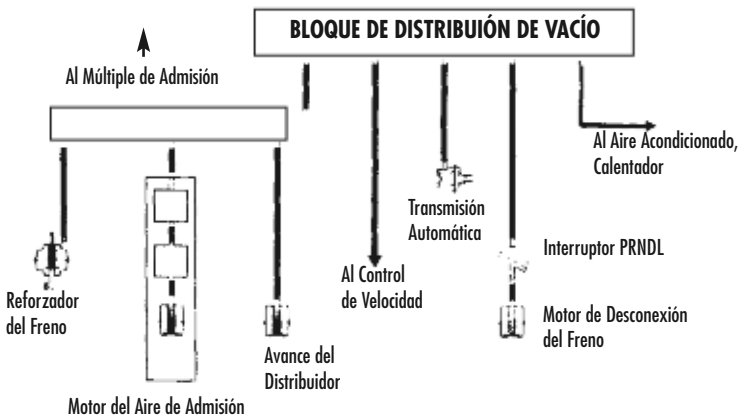 BLOQUE DE DISTRIBUIÓN DE VACÍO
Al Múltiple de Admisión
Al Aire Acondicionado,
Calentador
Transmisión
Automática
Interruptor PRNDL
Al Control
de Velocidad
Reforzador
del Freno
Motor de Desconexión
del Freno
Avance del
Distribuidor
Motor del Aire de Admisión